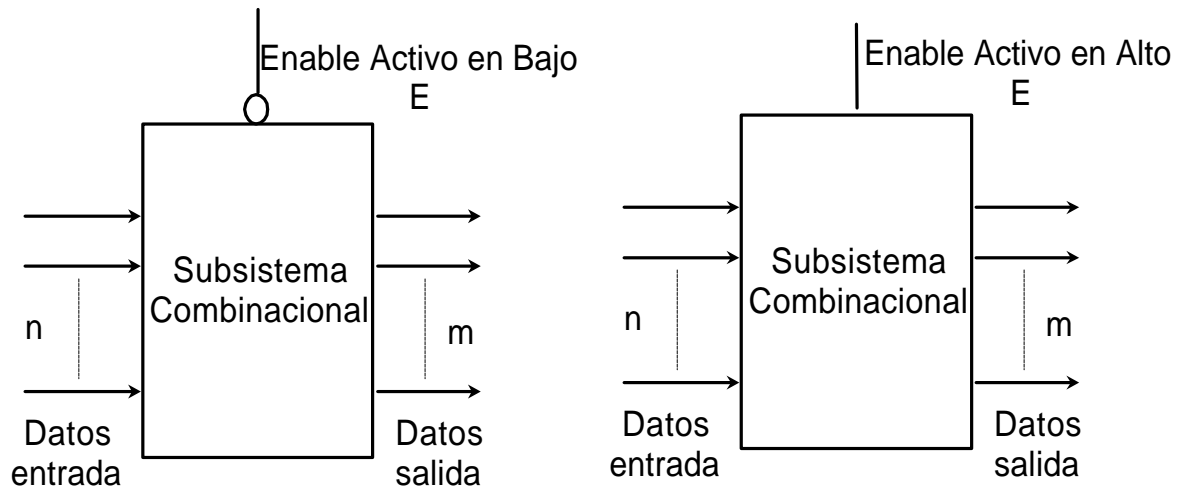 Enable Activo en Bajo
E
Subsistema
Combinacional
n
m
Datos
entrada
Datos
salida
Enable Activo en Alto
E
Subsistema
Combinacional
n
m
Datos
entrada
Datos
salida